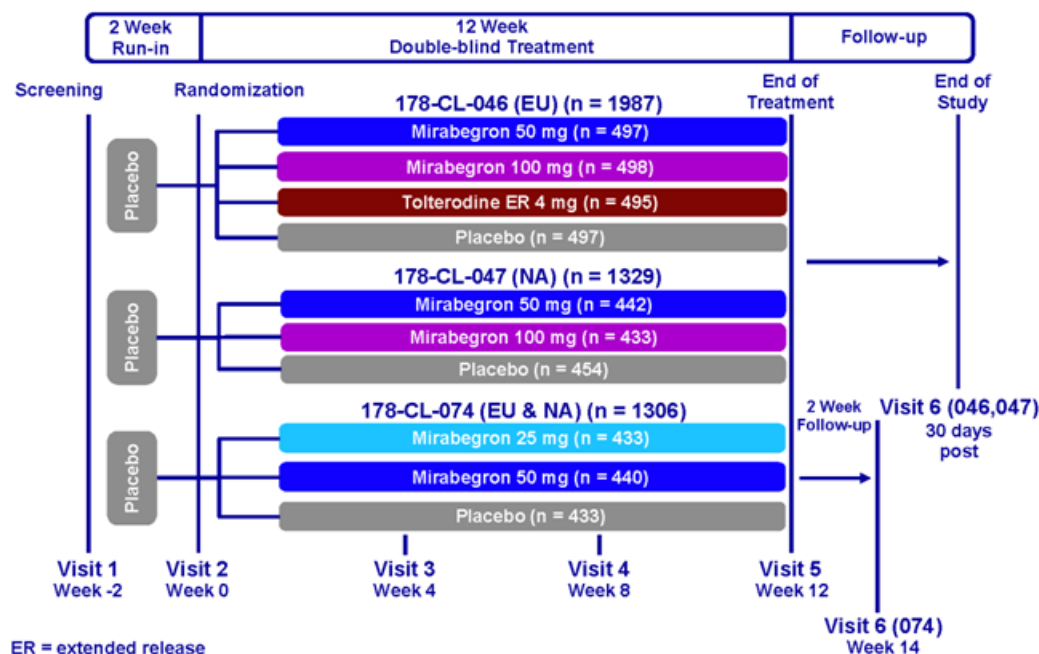 2 Week
Run-in
12 Week
Double-blind Treatment
Follow-up
Screening
Randomization
End of
Treatment
End of
Study
178-CL-046 (EU) (n = 1987)
Placebo
Mirabegron 50 mg (n = 497)
Mirabegron 100 mg (n = 498)
Tolterodine ER 4 mg (n = 495)
Placebo (n = 497)
178-CL-047 (NA) (n = 1329)
Placebo
Mirabegron 50 mg (n = 442)
Mirabegron 100 mg (n = 433)
Placebo (n = 454)
178-CL-074 (EU & NA) (n = 1306)
Placebo
Mirabegron 25 mg (n = 433)
Mirabegron 50 mg (n = 440)
Placebo (n = 433)
2 Week
Follow-up
Visit 6 (046,047)
30 days
post
Visit 1
Week -2
Visit 2
Week 0
Visit 3
Week 4
Visit 4
Week 8
Visit 5
Week 12
Visit 6 (074)
Week 14
ER = extended release